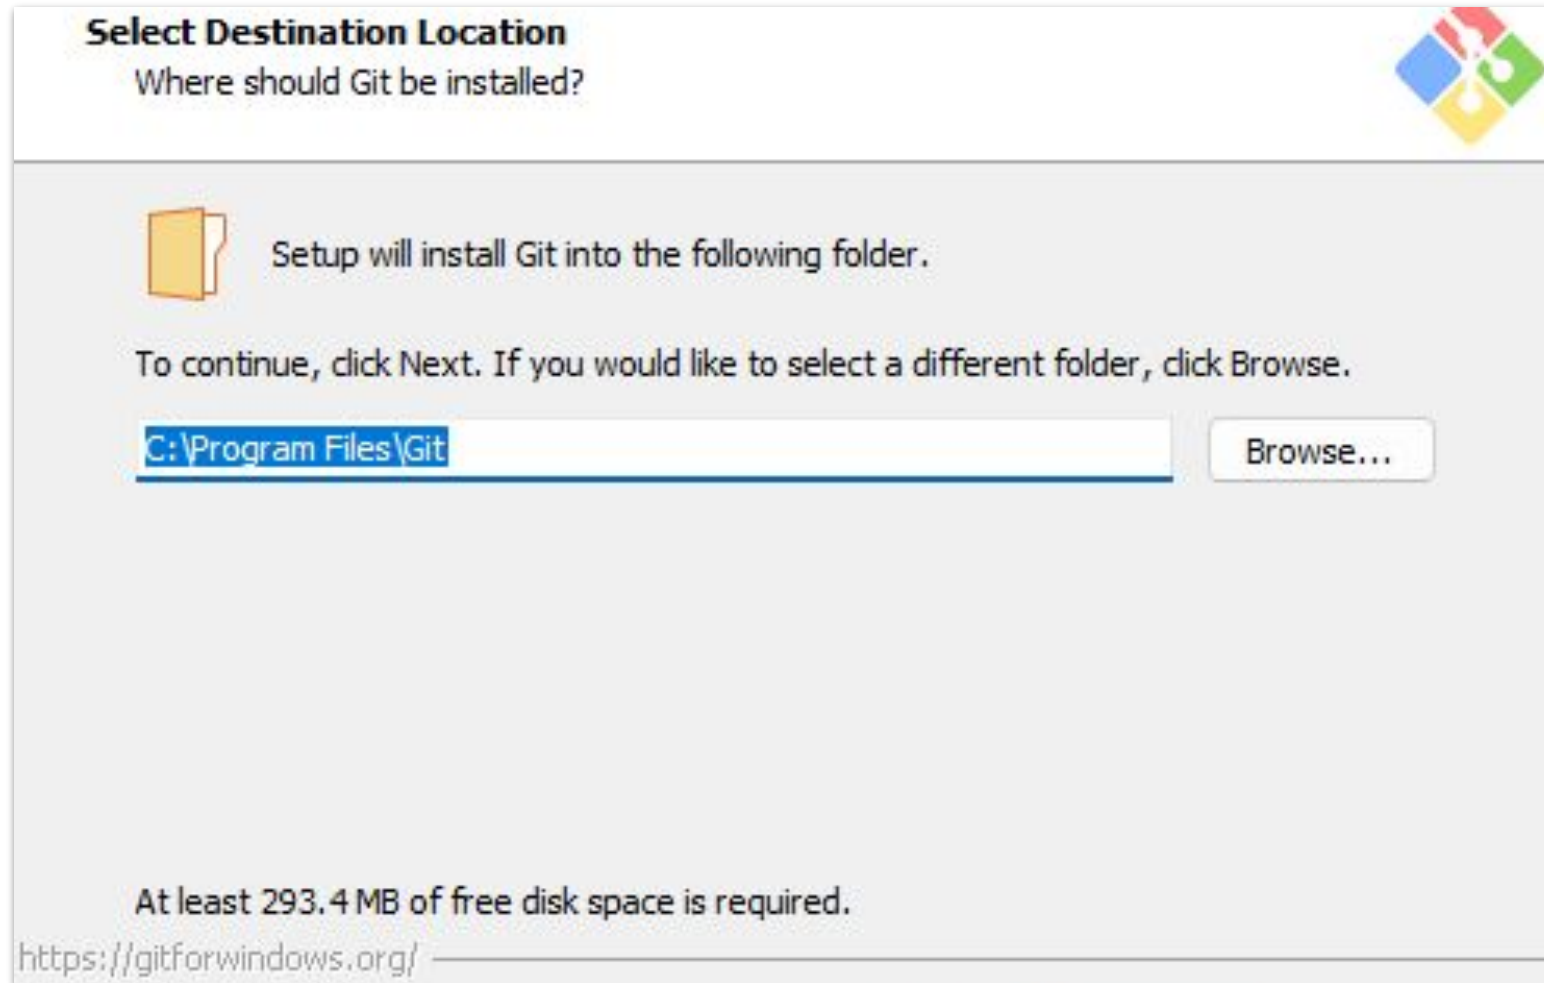 Select Destination Location
Where should Git be installed?
Setup will install Git into the following folder.
To continue, click Next. If you would like to select a different folder, click Browse.
C:\Program Files\Git
Browse...
At least 293.4 MB of free disk space is required.
https://gitforwindows.org/